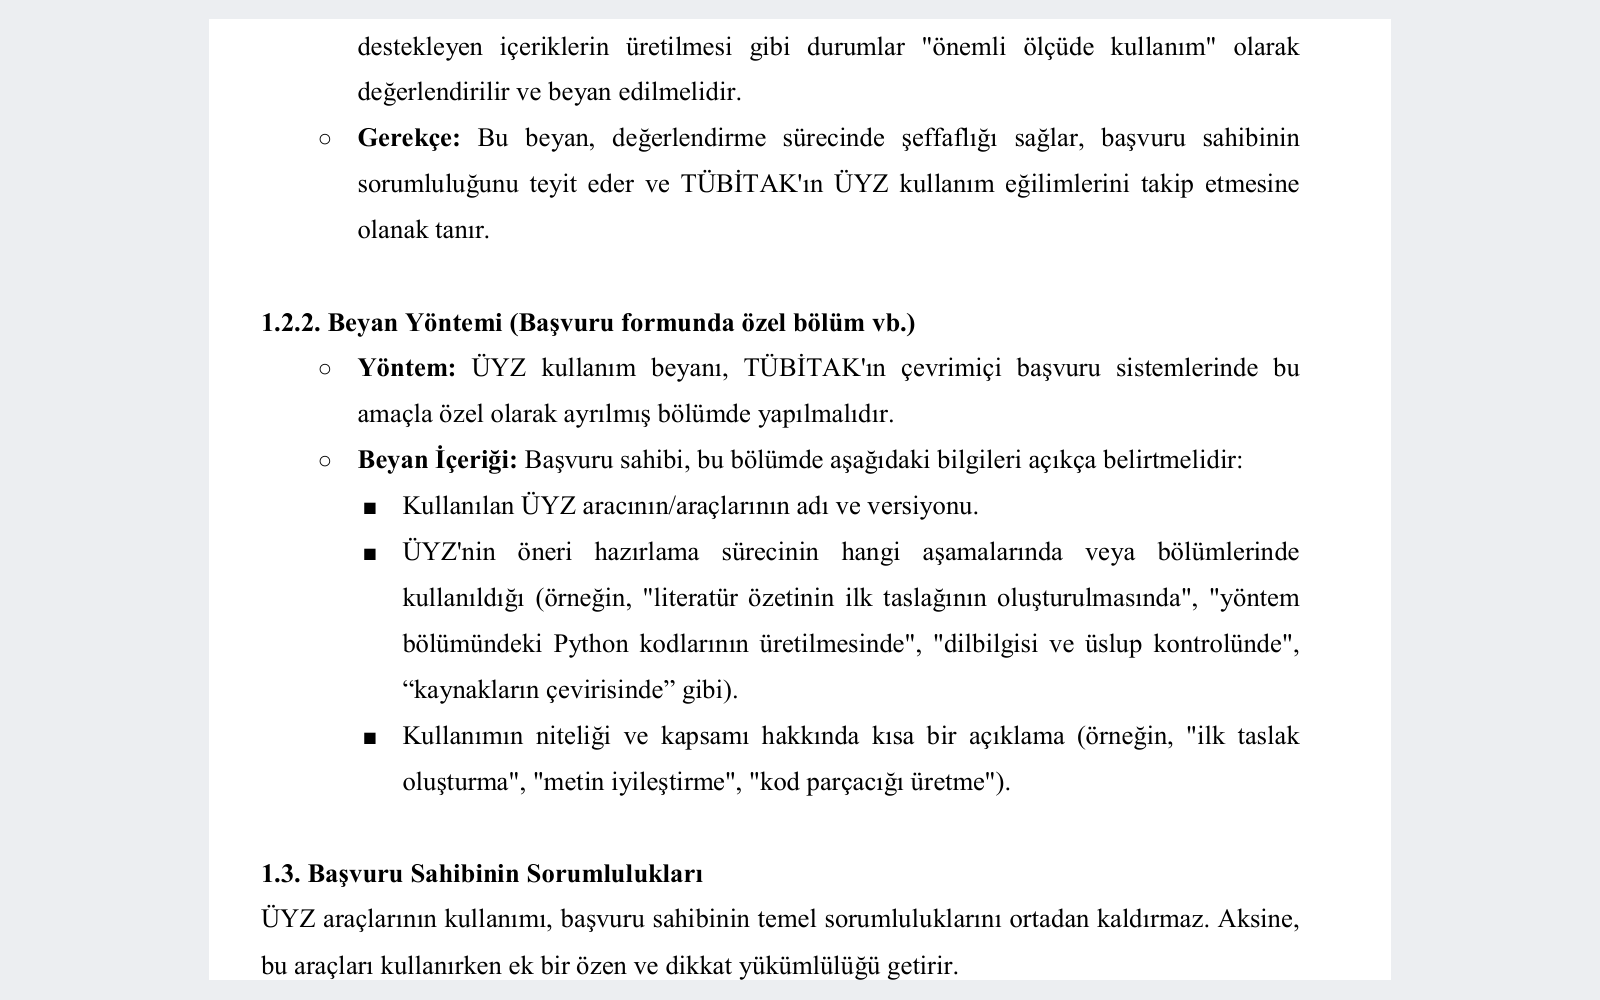 destekleyen içeriklerin üretilmesi gibi durumlar "önemli ölçüde kullanım" olarak
değerlendirilir ve beyan edilmelidir.
○ Gerekçe: Bu beyan, değerlendirme sürecinde şeffaflığı sağlar, başvuru sahibinin
sorumluluğunu teyit eder ve TÜBİTAK'ın ÜYZ kullanım eğilimlerini takip etmesine
olanak tanır.
1.2.2. Beyan Yöntemi (Başvuru formunda özel bölüm vb.)
○ Yöntem: ÜYZ kullanım beyanı, TÜBİTAK'ın çevrimiçi başvuru sistemlerinde bu
amaçla özel olarak ayrılmış bölümde yapılmalıdır.
○ Beyan İçeriği: Başvuru sahibi, bu bölümde aşağıdaki bilgileri açıkça belirtmelidir:
■ Kullanılan ÜYZ aracının/araçlarının adı ve versiyonu.
■ ÜYZ'nin öneri hazırlama sürecinin hangi aşamalarında veya bölümlerinde
kullanıldığı (örneğin, "literatür özetinin ilk taslağının oluşturulmasında", "yöntem
bölümündeki Python kodlarının üretilmesinde", "dilbilgisi ve üslup kontrolünde",
“kaynakların çevirisinde” gibi).
■ Kullanımın niteliği ve kapsamı hakkında kısa bir açıklama (örneğin, "ilk taslak
oluşturma", "metin iyileştirme", "kod parçacığı üretme").
1.3. Başvuru Sahibinin Sorumlulukları
ÜYZ araçlarının kullanımı, başvuru sahibinin temel sorumluluklarını ortadan kaldırmaz. Aksine,
bu araçları kullanırken ek bir özen ve dikkat yükümlülüğü getirir.